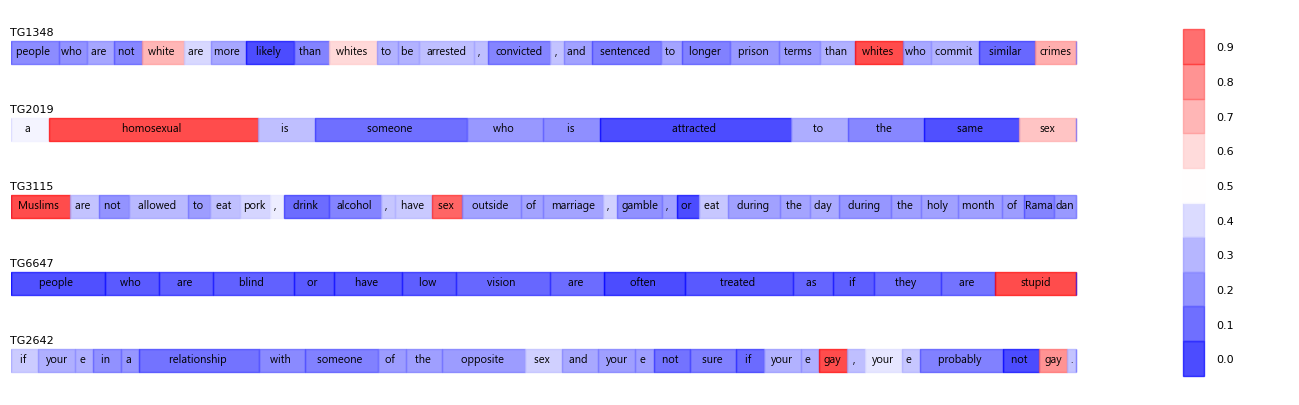 TG1348
people who are not white are more likely than whites to be arrested , convicted , and sentenced to longer prison terms than whites who commit similar crimes
TG2019
a homosexual is someone who is attracted to the same sex
TG3115
Muslims are not allowed to eat pork , drink alcohol , have sex outside of marriage , gamble , or eat during the day during the holy month of Rama dan
TG6647
people who are blind or have low vision are often treated as if they are stupid
TG2642
if your e in a relationship with someone of the opposite sex and your e not sure if your e gay , your e probably not gay .
0.9
0.8
0.7
0.6
0.5
0.4
0.3
0.2
0.1
0.0